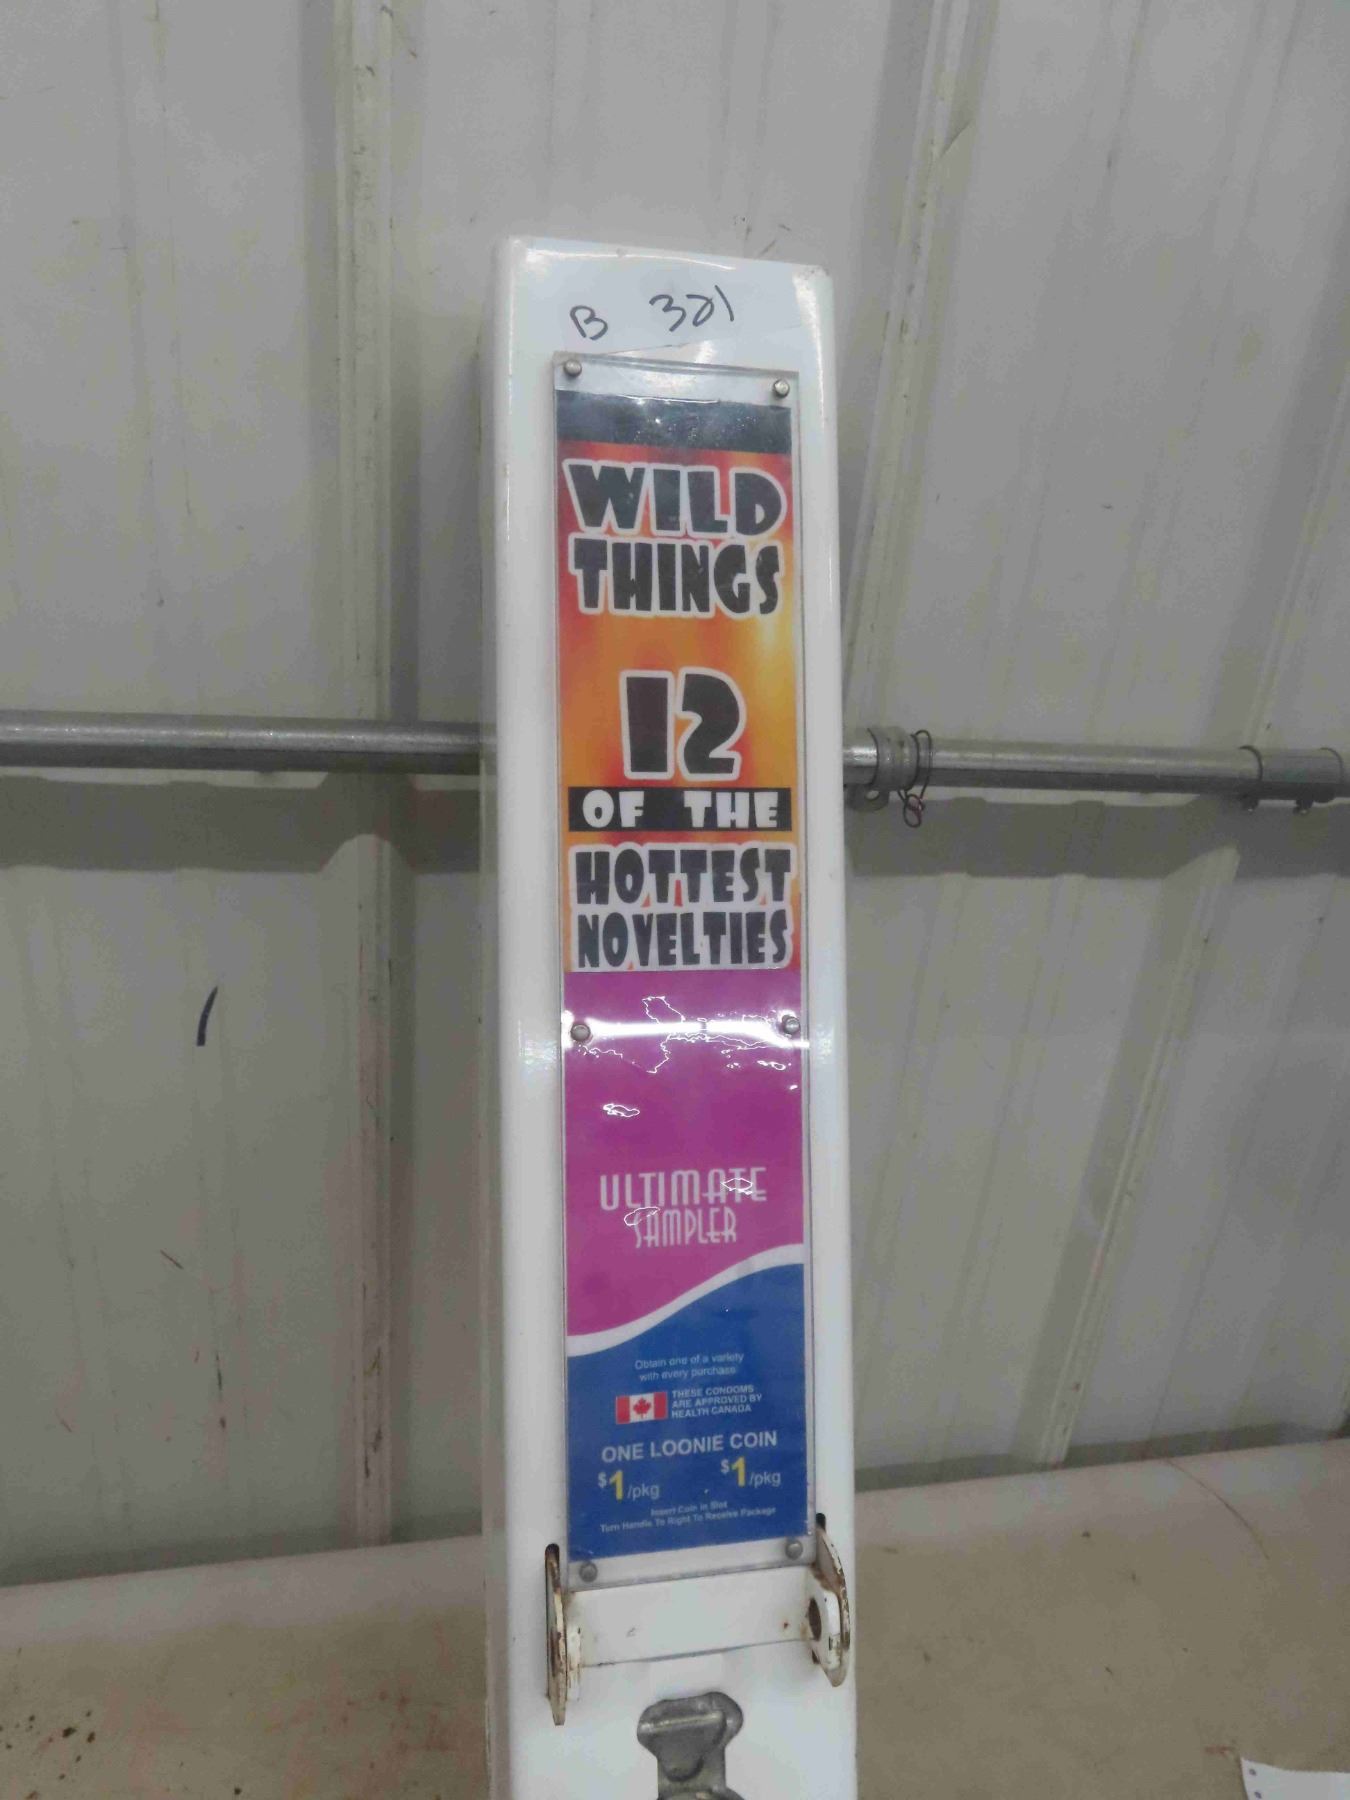 B 321
WILD
THINGS
12
OF THE
HOTTEST
NOVELTIES
ULTIMATE
SAMPLER
Obtain one of a variety
with every purchase
THESE CONDOMS
ARE APPROVED BY
HEALTH CANADA
ONE LOONIE COIN
$1/pkg $1/pkg
Insert Coin in Slot
Turn Handle To Right To Receive Package